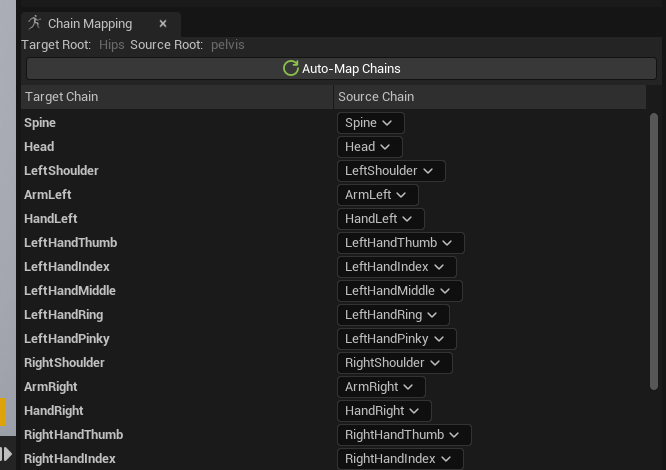 Chain Mapping
Target Root: Hips Source Root: pelvis
Auto-Map Chains
Target Chain Source Chain
Spine Spine
Head Head
LeftShoulder LeftShoulder
ArmLeft ArmLeft
HandLeft HandLeft
LeftHandThumb LeftHandThumb
LeftHandIndex LeftHandIndex
LeftHandMiddle LeftHandMiddle
LeftHandRing LeftHandRing
LeftHandPinky LeftHandPinky
RightShoulder RightShoulder
ArmRight ArmRight
HandRight HandRight
RightHandThumb RightHandThumb
RightHandIndex RightHandIndex